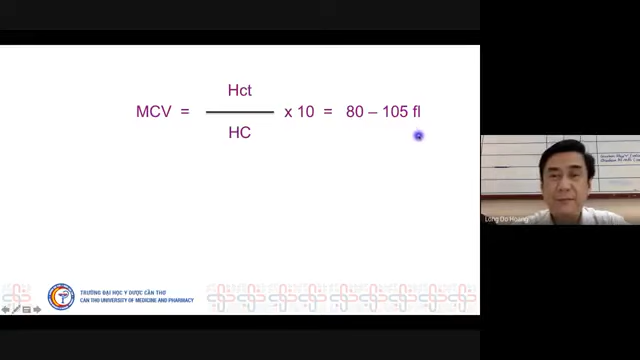 Hct
MCV = x 10 = 80 – 105 fl
HC
TRƯỜNG ĐẠI HỌC Y DƯỢC CẦN THƠ
CAN THO UNIVERSITY OF MEDICINE AND PHARMACY
Long Do Hoang